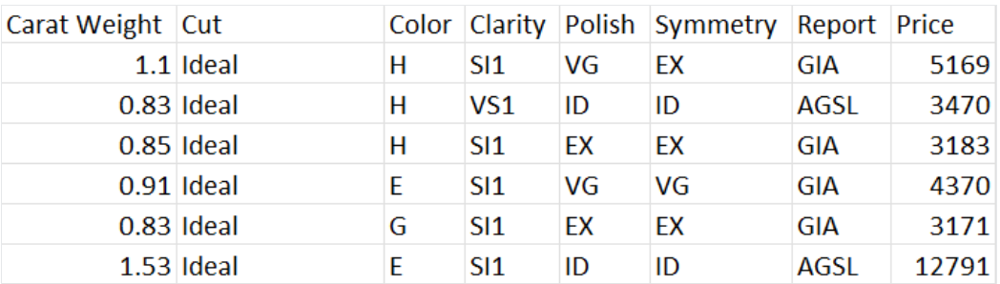 Carat Weight Cut Color Clarity Polish Symmetry Report Price
1.1 Ideal H SI1 VG EX GIA 5169
0.83 Ideal H VS1 ID ID AGSL 3470
0.85 Ideal H SI1 EX EX GIA 3183
0.91 Ideal E SI1 VG VG GIA 4370
0.83 Ideal G SI1 EX EX GIA 3171
1.53 Ideal E SI1 ID ID AGSL 12791